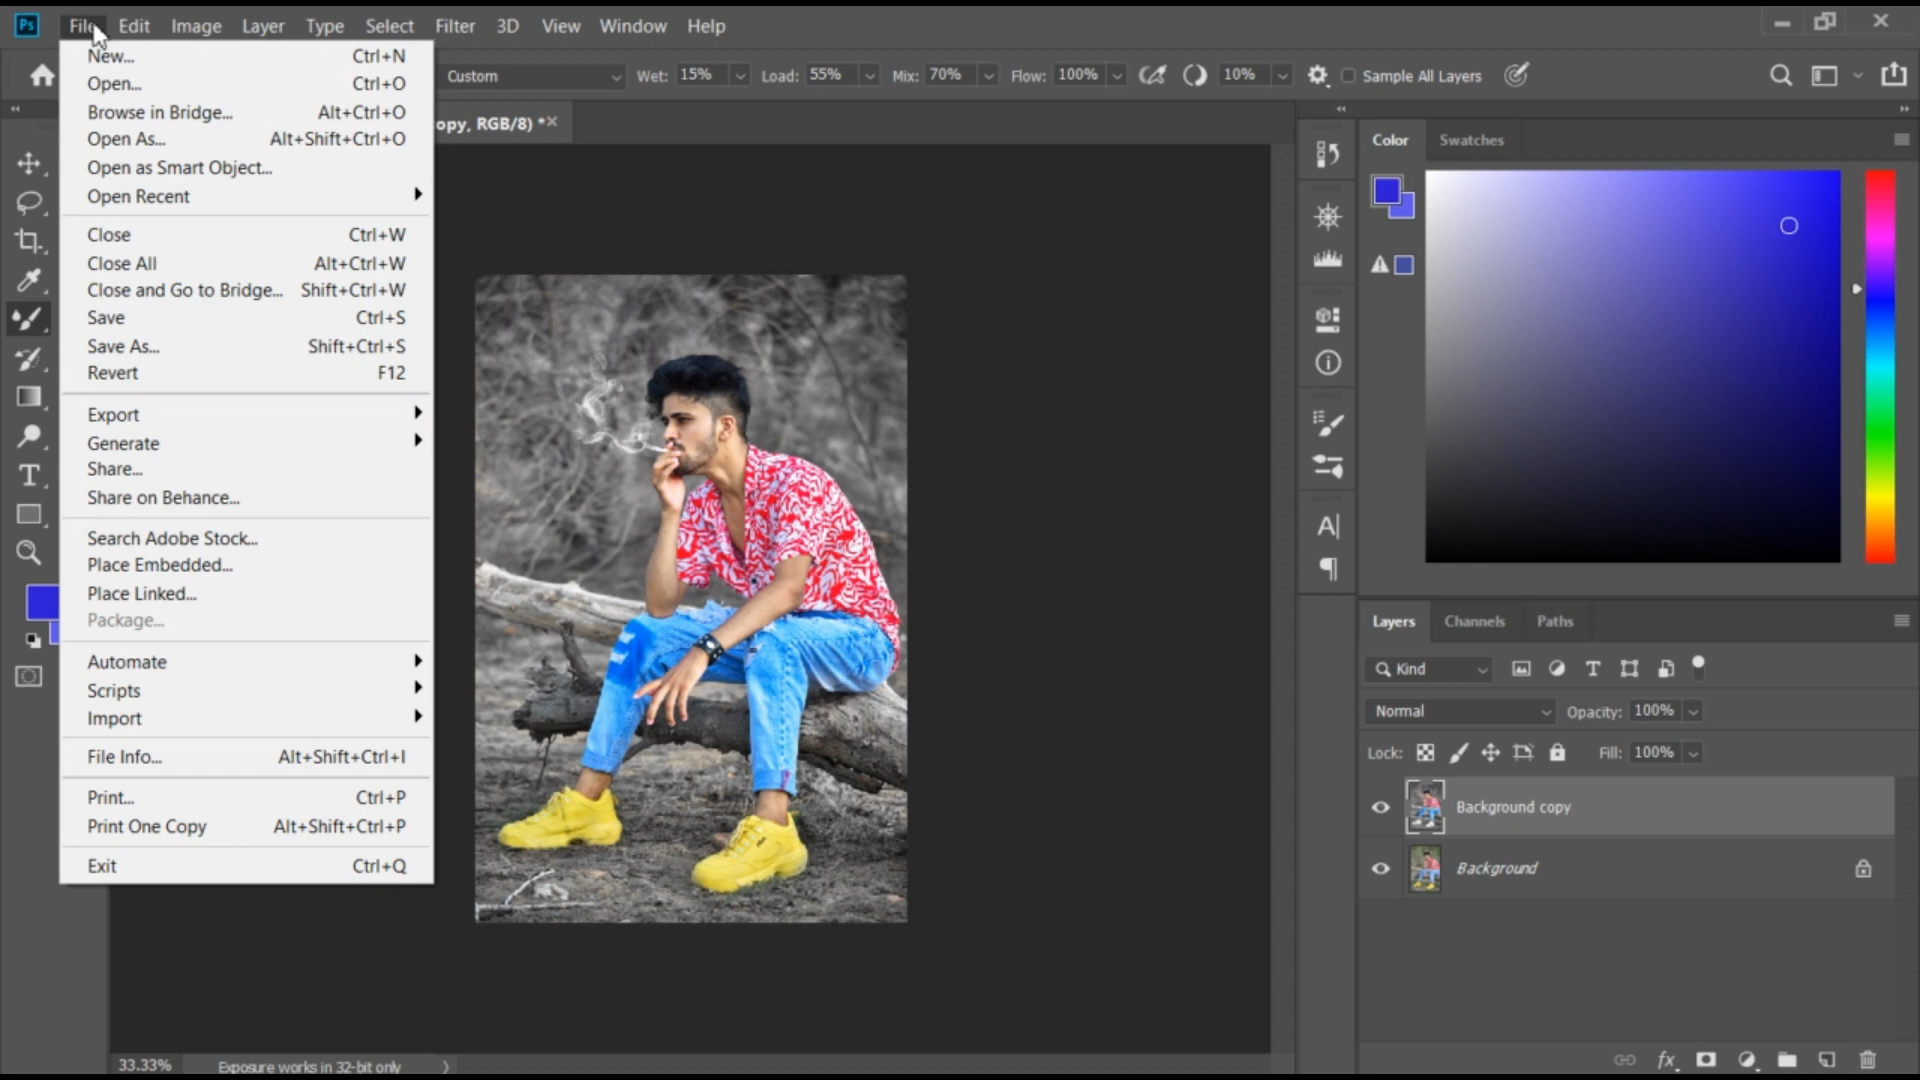 Ps File Edit Image Layer Type Select Filter 3D View Window Help
New... Ctrl+N
Open... Ctrl+O
Browse in Bridge... Alt+Ctrl+O
Open As... Alt+Shift+Ctrl+O
Open as Smart Object...
Open Recent
Close Ctrl+W
Close All Alt+Ctrl+W
Close and Go to Bridge... Shift+Ctrl+W
Save Ctrl+S
Save As... Shift+Ctrl+S
Revert F12
Export
Generate
Share...
Share on Behance...
Search Adobe Stock...
Place Embedded...
Place Linked...
Package...
Automate
Scripts
Import
File Info... Alt+Shift+Ctrl+I
Print... Ctrl+P
Print One Copy Alt+Shift+Ctrl+P
Exit Ctrl+Q
Custom Wet: 15% Load: 55% Mix: 70% Flow: 100% 10% Sample All Layers
opy, RGB/8) *
Color Swatches
Layers Channels Paths
Kind
Normal Opacity: 100%
Lock: Fill: 100%
Background copy
Background
fx
33.33% Exposure works in 32-bit only